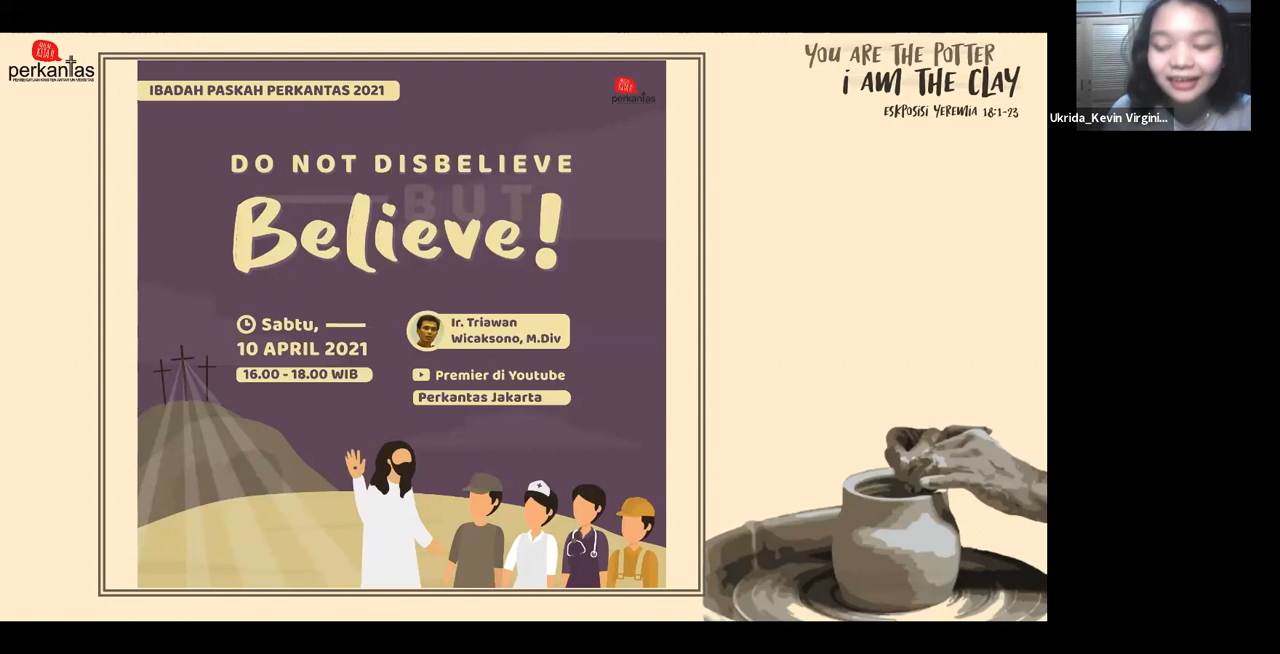 ANAK
KITA!!
perkantas
IBADAH PASKAH PERKANTAS 2021
perkantas
DO NOT DISBELIEVE
BUT
Believe!
Sabtu,
10 APRIL 2021
16.00 - 18.00 WIB
Ir. Triawan
Wicaksono, M.Div
Premier di Youtube
Perkantas Jakarta
YOU ARE THE POTTER
I AM THE CLAY
EKSPOSISI YEREMIA 18:1-23
Ukrida_Kevin Virgini...